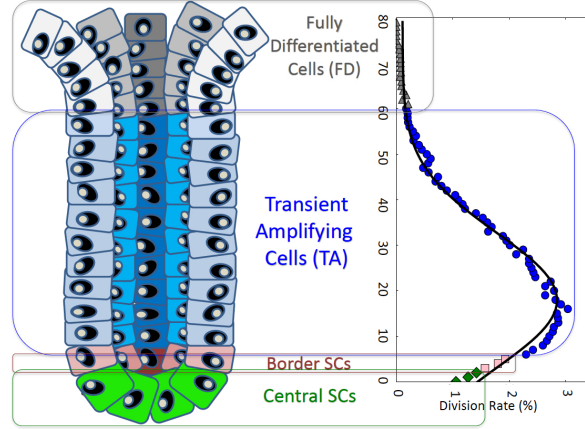 Fully
Differentiated
Cells (FD)
Transient
Amplifying
Cells (TA)
Border SCs
Central SCs
80
70
60
50
40
30
20
10
0
0 1 2 3
Division Rate (%)